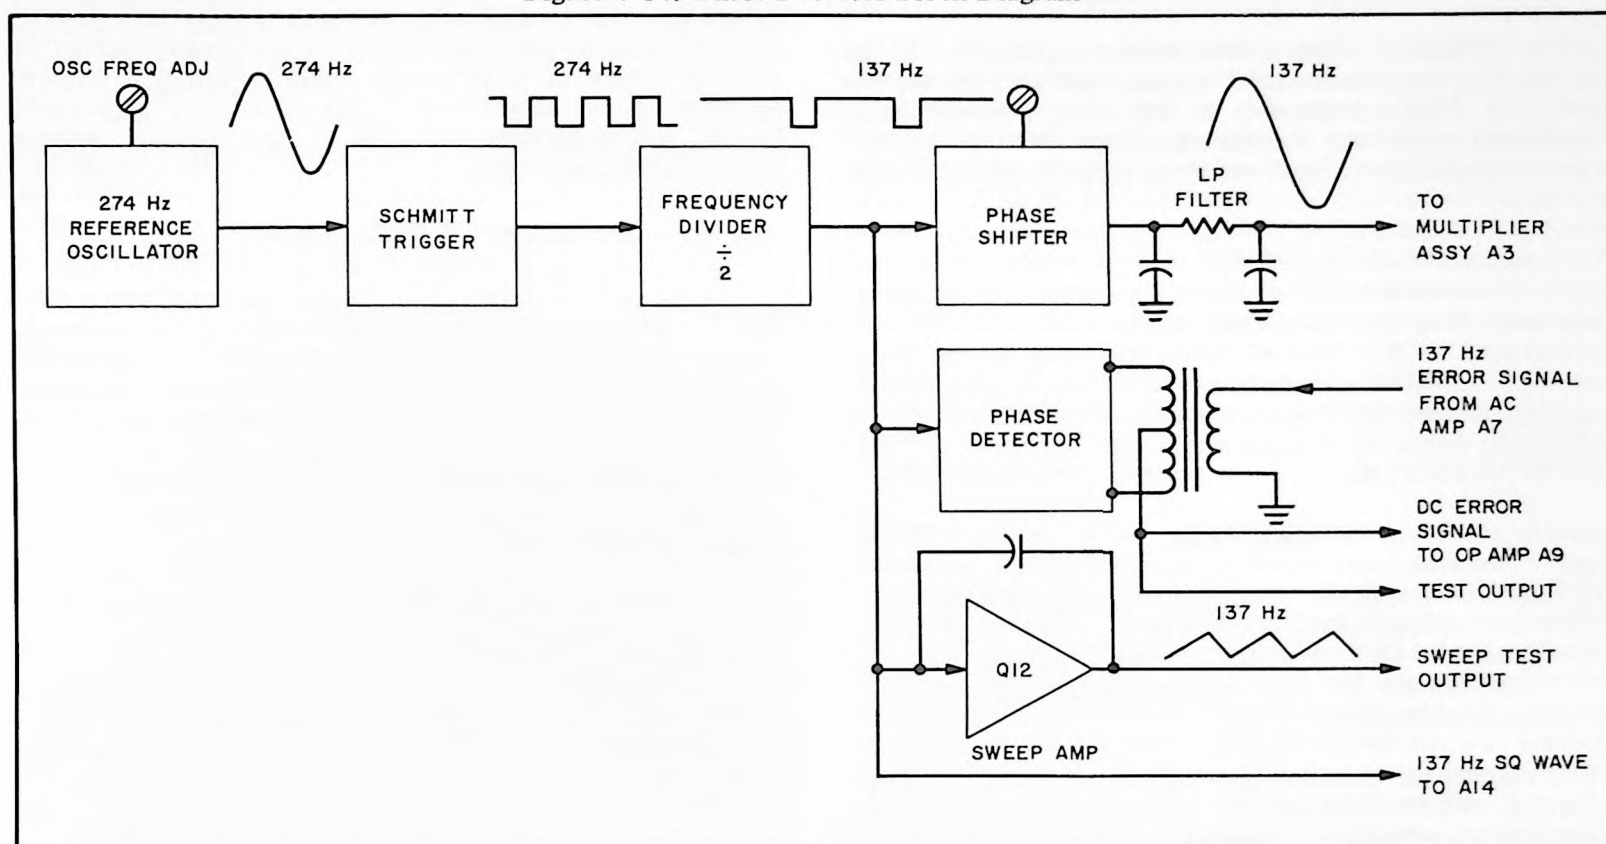 OSC FREQ ADJ
274 Hz
274 Hz
137 Hz
137 Hz
274 Hz
REFERENCE
OSCILLATOR
SCHMITT
TRIGGER
FREQUENCY
DIVIDER
÷
2
PHASE
SHIFTER
LP
FILTER
TO
MULTIPLIER
ASSY A3
PHASE
DETECTOR
137 Hz
ERROR SIGNAL
FROM AC
AMP A7
DC ERROR
SIGNAL
TO OP AMP A9
TEST OUTPUT
137 Hz
Q12
SWEEP TEST
OUTPUT
SWEEP AMP
137 Hz SQ WAVE
TO A14